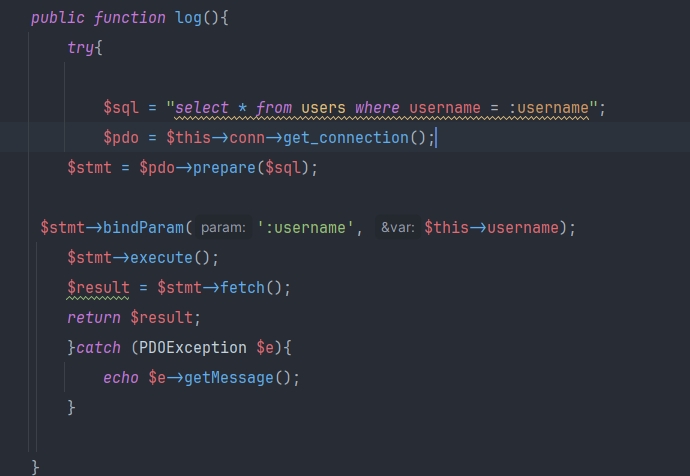 public function log(){
try{
$sql = "select * from users where username = :username";
$pdo = $this->conn->get_connection();
$stmt = $pdo->prepare($sql);
$stmt->bindParam( param: ':username', &var: $this->username);
$stmt->execute();
$result = $stmt->fetch();
return $result;
}catch (PDOException $e){
echo $e->getMessage();
}
}